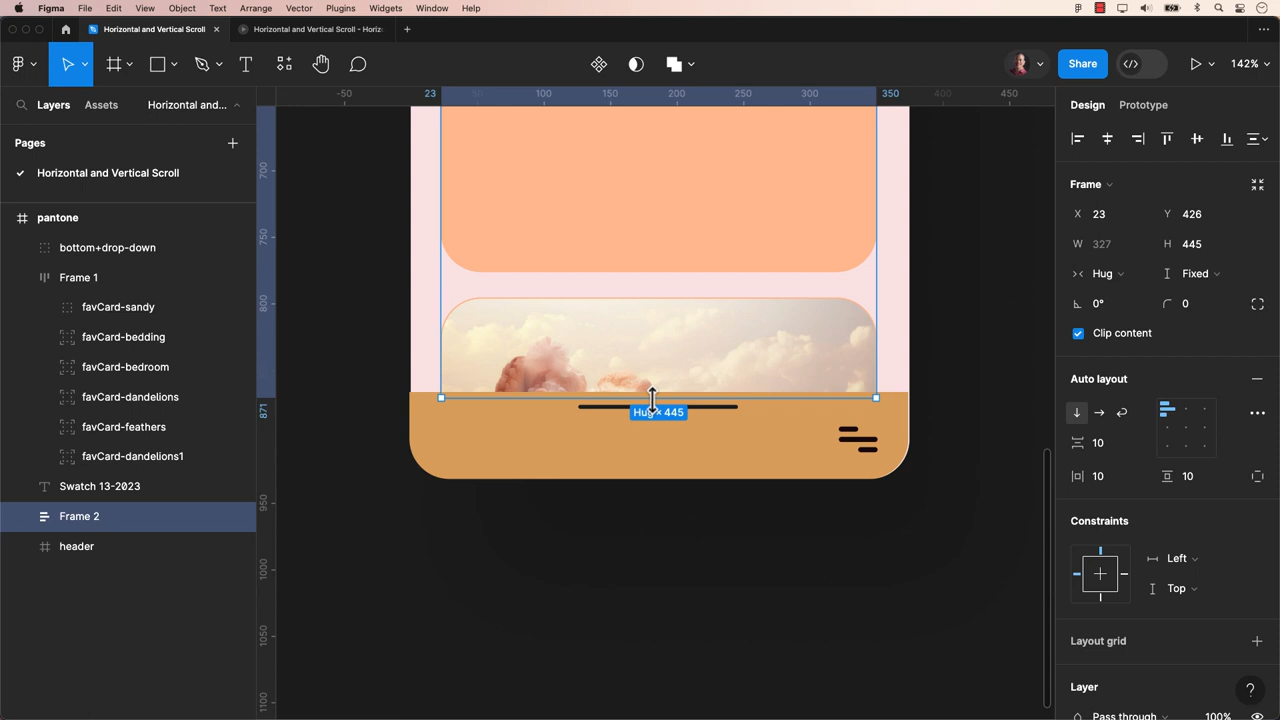 Figma File Edit View Object Text Arrange Vector Plugins Widgets Window Help
Horizontal and Vertical Scroll
Horizontal and Vertical Scroll - Horiz
Share
142%
Layers Assets Horizontal and...
Pages
Horizontal and Vertical Scroll
pantone
bottom+drop-down
Frame 1
favCard-sandy
favCard-bedding
favCard-bedroom
favCard-dandelions
favCard-feathers
favCard-dandelions1
Swatch 13-2023
Frame 2
header
-50 23 50 100 150 200 250 300 350 400 450
700
750
800
871
950
1000
1050
1100
Hug × 445
Design Prototype
Frame
X 23 Y 426
W 327 H 445
Hug Fixed
0° 0
Clip content
Auto layout
10
10 10
Constraints
Left
Top
Layout grid
Layer
Pass through 100%
?